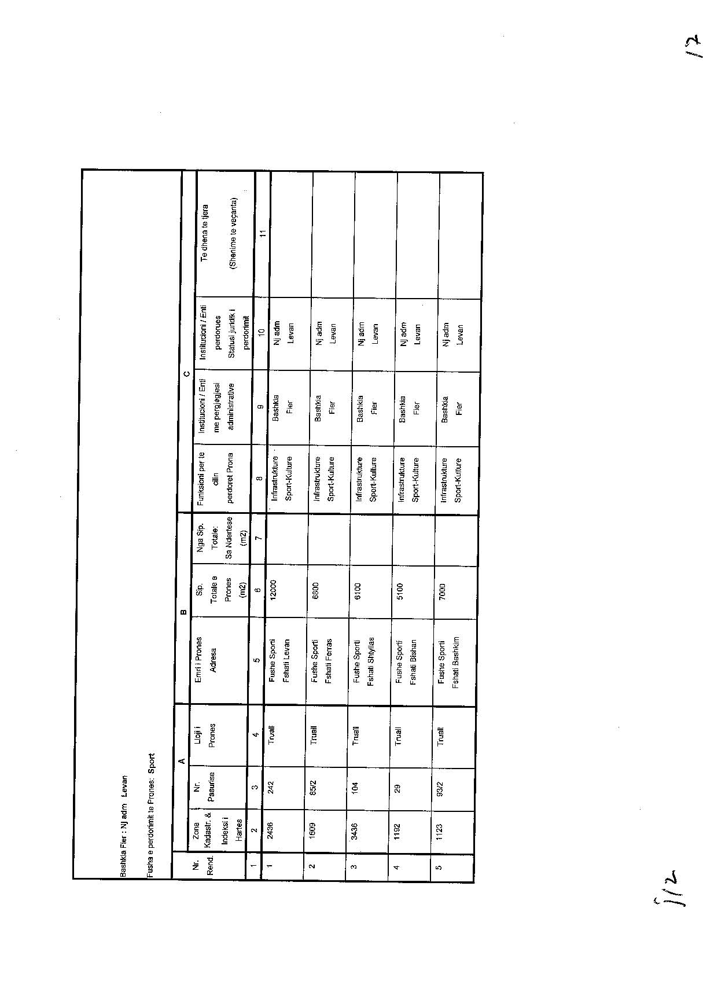 Bashkia Fier : Nj adm Levan
Fusha e perdorimit te Prones: Sport
A B C
Nr. Rend. | Zona Kadastr. & Indeksi i Hartes | Nr. Pasurise | Lloji i Prones | Emri i Prones Adresa | Sip. Totale e Prones (m2) | Nga Sip. Totale: Sa Ndertese (m2) | Funksioni per te cilin perdoret Prona | Institucioni / Enti me pergjegjesi administrative | Institucioni / Enti perdorues Statusi juridik i perdorimit | Te dhena te tjera (Shenime te veçanta)
1 2 3 4 5 6 7 8 9 10 11
1 2436 242 Truall Fushe Sporti 12000 Infrastrukture Bashkia Nj adm
Fshati Levan Sport-Kulture Fier Levan
2 1609 85/2 Truall Fushe Sporti 6800 Infrastrukture Bashkia Nj adm
Fshati Ferras Sport-Kulture Fier Levan
3 3436 104 Truall Fushe Sporti 6100 Infrastrukture Bashkia Nj adm
Fshati Shtyllas Sport-Kulture Fier Levan
4 1192 29 Truall Fushe Sporti 5100 Infrastrukture Bashkia Nj adm
Fshati Bishan Sport-Kulture Fier Levan
5 1123 93/2 Truall Fushe Sporti 7000 Infrastrukture Bashkia Nj adm
Fshati Bashkim Sport-Kulture Fier Levan